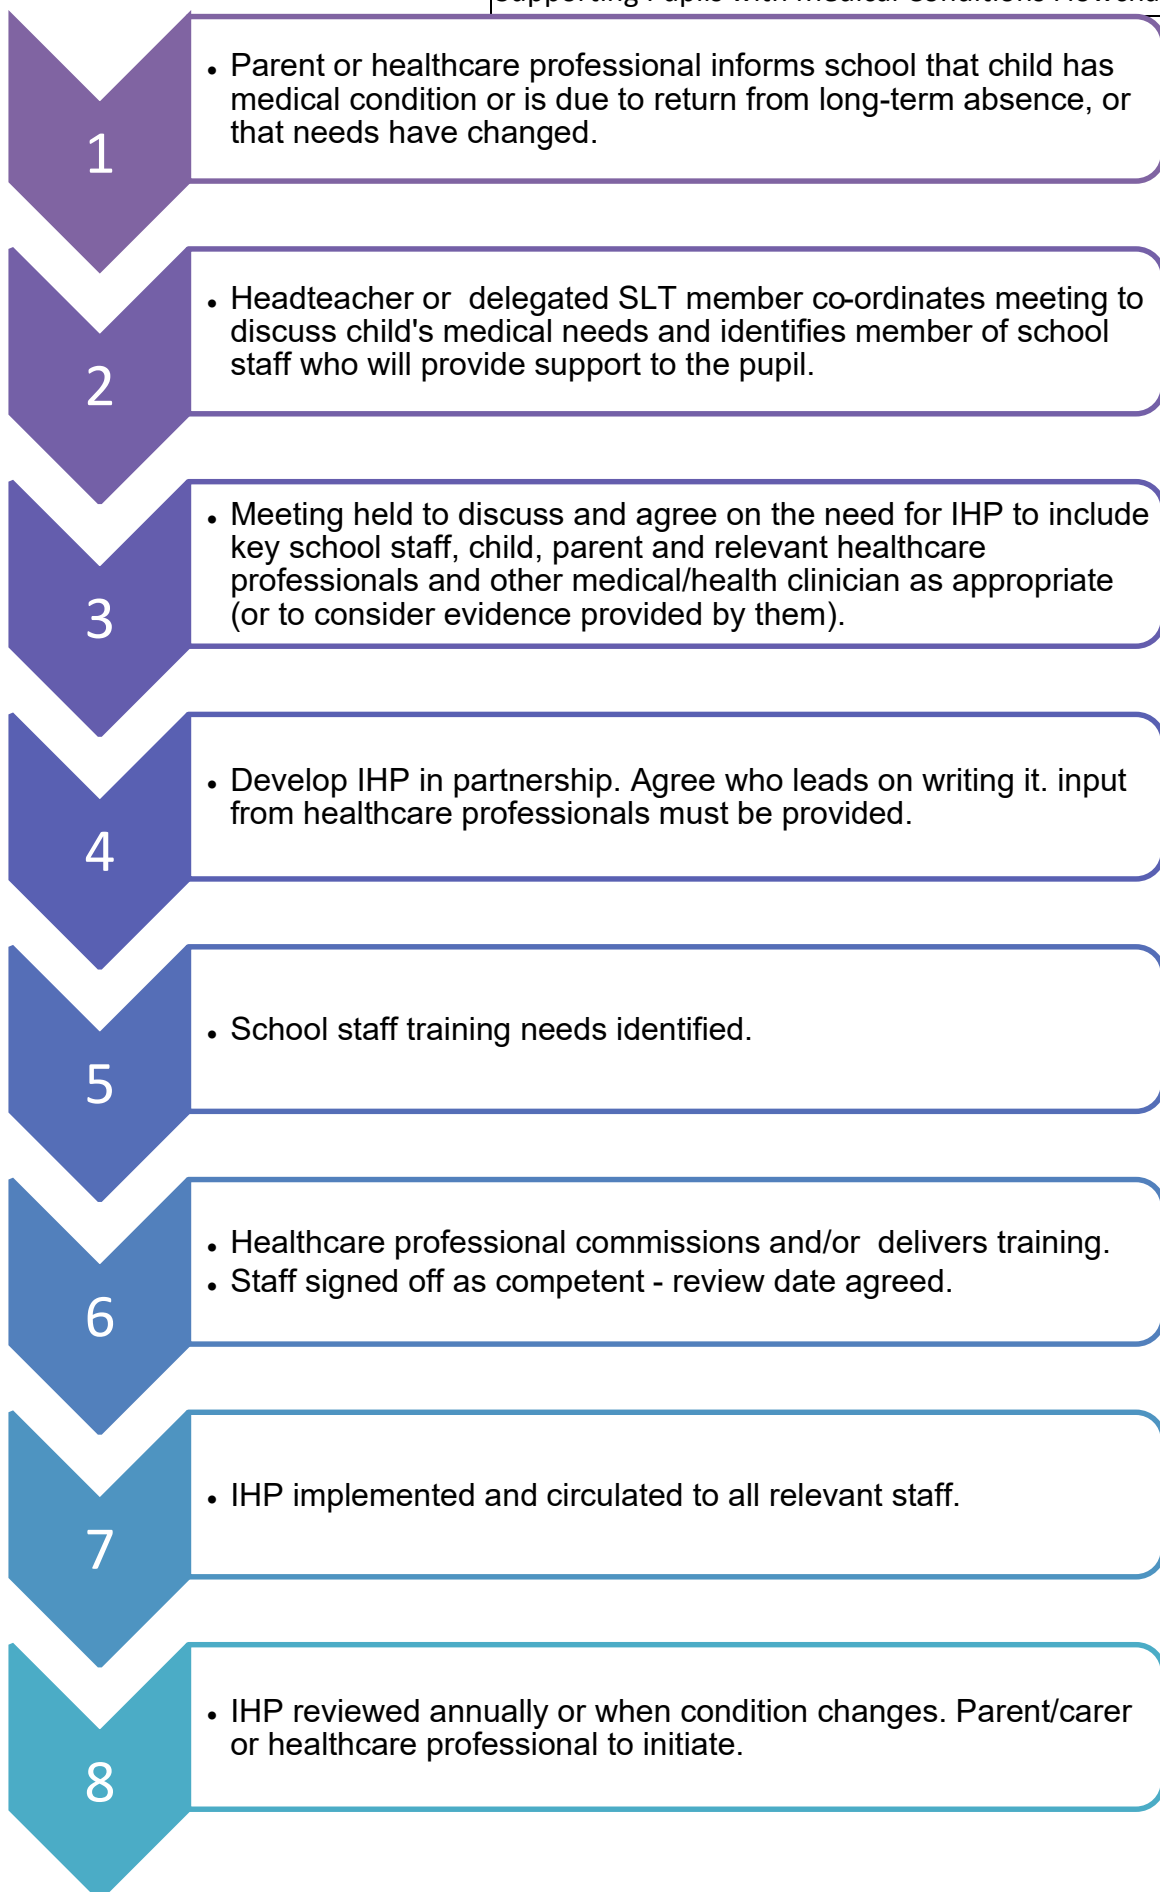 Supporting Pupils with Medical Conditions
1
• Parent or healthcare professional informs school that child has
medical condition or is due to return from long-term absence, or
that needs have changed.
2
• Headteacher or  delegated SLT member co-ordinates meeting to
discuss child's medical needs and identifies member of school
staff who will provide support to the pupil.
3
• Meeting held to discuss and agree on the need for IHP to include
key school staff, child, parent and relevant healthcare
professionals and other medical/health clinician as appropriate
(or to consider evidence provided by them).
4
• Develop IHP in partnership. Agree who leads on writing it. input
from healthcare professionals must be provided.
5
• School staff training needs identified.
6
• Healthcare professional commissions and/or  delivers training.
• Staff signed off as competent - review date agreed.
7
• IHP implemented and circulated to all relevant staff.
8
• IHP reviewed annually or when condition changes. Parent/carer
or healthcare professional to initiate.